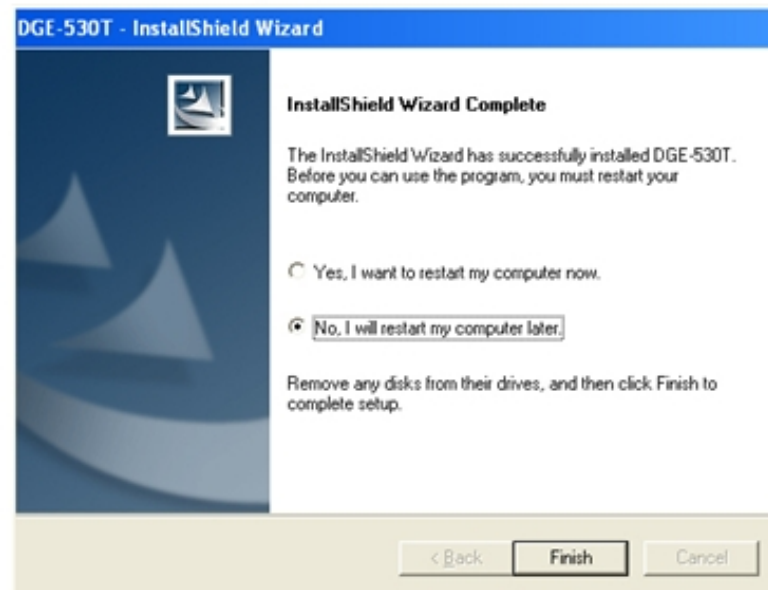 DGE-530T - InstallShield Wizard
InstallShield Wizard Complete
The InstallShield Wizard has successfully installed DGE-530T.
Before you can use the program, you must restart your
computer.
Yes, I want to restart my computer now.
No, I will restart my computer later.
Remove any disks from their drives, and then click Finish to
complete setup.
< Back Finish Cancel